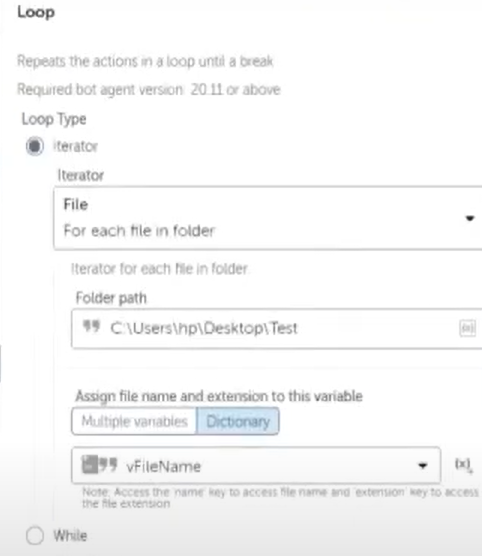 Loop
Repeats the actions in a loop until a break
Required bot agent version: 20.11 or above
Loop Type
Iterator
Iterator
File
For each file in folder
Iterator for each file in folder.
Folder path
C:\Users\hp\Desktop\Test
Assign file name and extension to this variable
Multiple variables Dictionary
vFileName
(x)
Note: Access the 'name' key to access file name and 'extension' key to access
the file extension
While